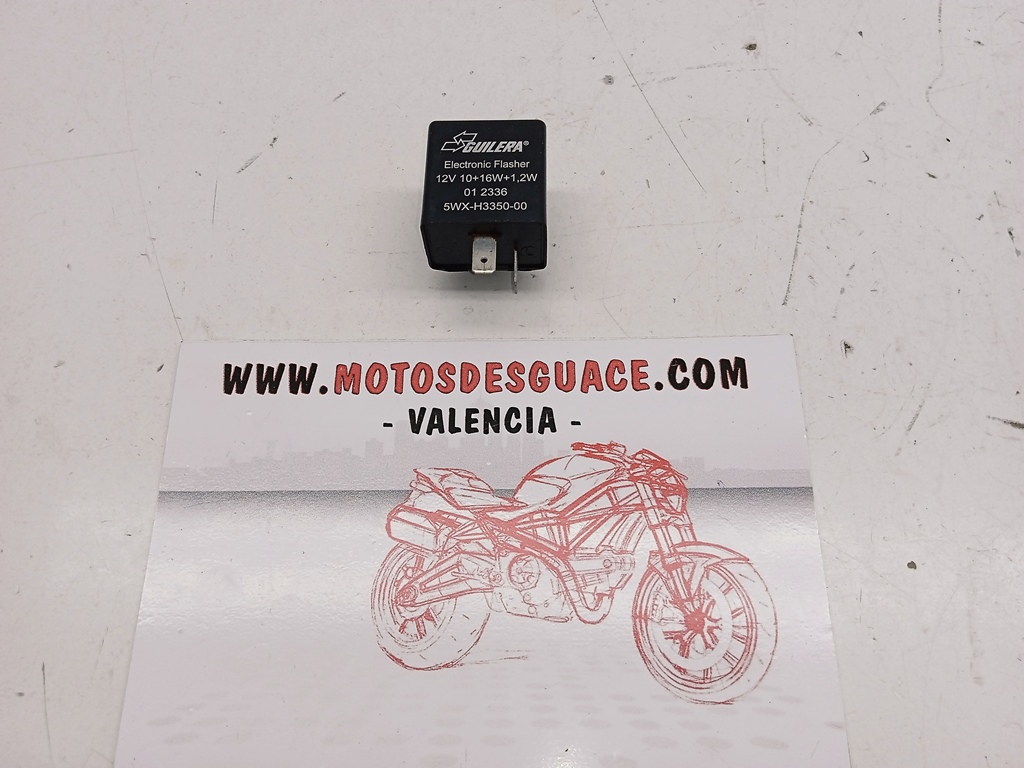 GUILERA®
Electronic Flasher
12V 10+16W+1,2W
01 2336
5WX-H3350-00
WWW.MOTOSDESGUACE.COM
- VALENCIA -